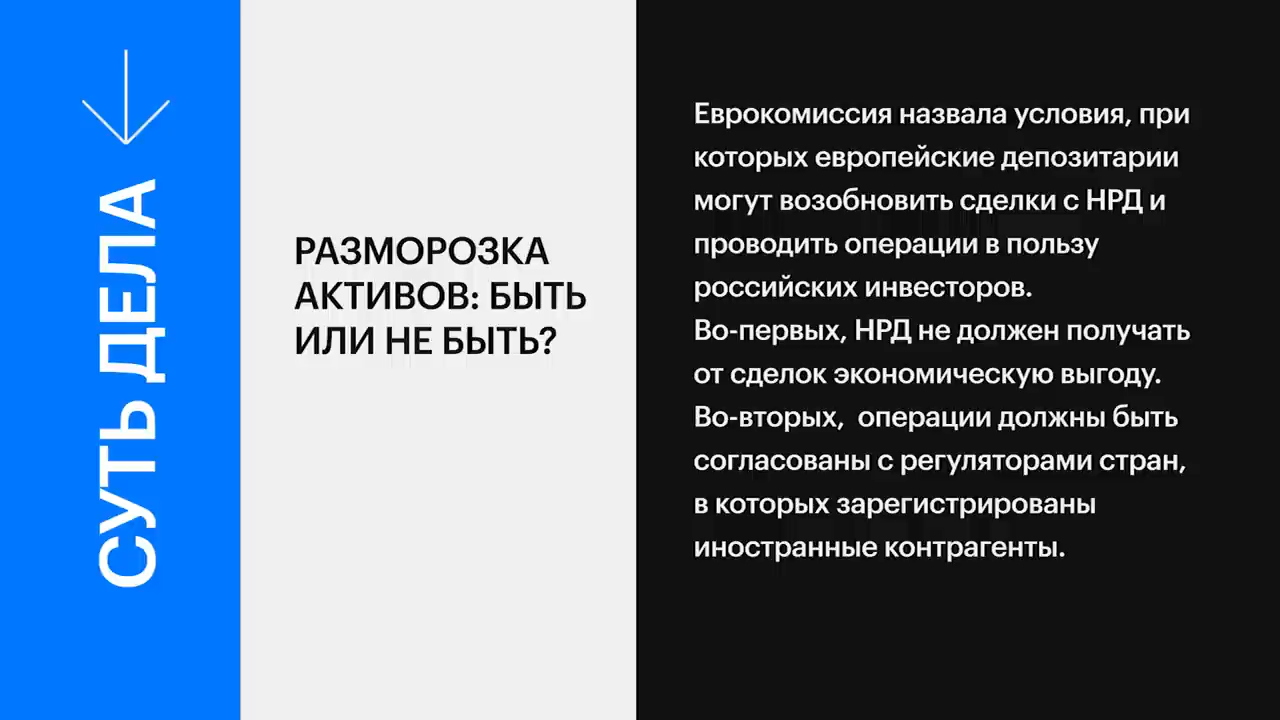 СУТЬ ДЕЛА
РАЗМОРОЗКА
АКТИВОВ: БЫТЬ
ИЛИ НЕ БЫТЬ?
Еврокомиссия назвала условия, при
которых европейские депозитарии
могут возобновить сделки с НРД и
проводить операции в пользу
российских инвесторов.
Во-первых, НРД не должен получать
от сделок экономическую выгоду.
Во-вторых,  операции должны быть
согласованы с регуляторами стран,
в которых зарегистрированы
иностранные контрагенты.